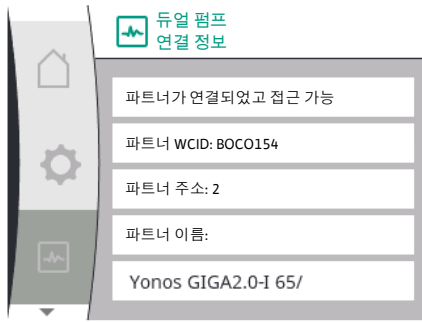 듀얼 펌프
연결 정보
파트너가 연결되었고 접근 가능
파트너 WCID: BOCO154
파트너 주소: 2
파트너 이름:
Yonos GIGA2.0-I 65/